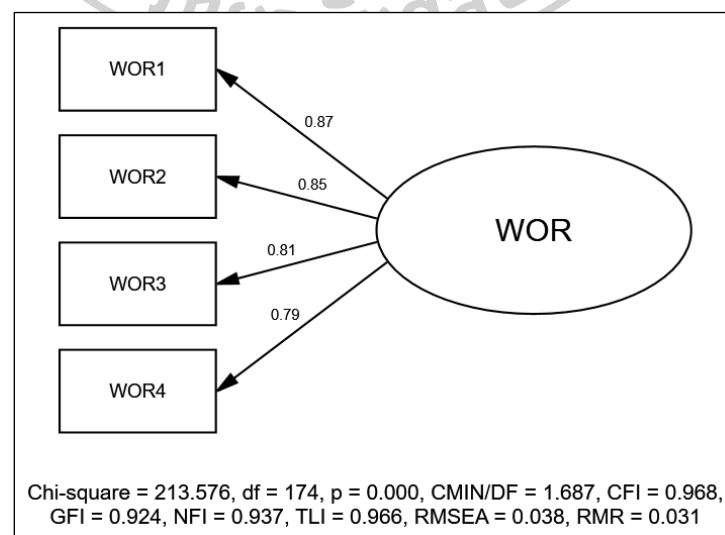 WOR1
0.87
WOR2
0.85
WOR
0.81
WOR3
0.79
WOR4
Chi-square = 213.576, df = 174, p = 0.000, CMIN/DF = 1.687, CFI = 0.968,
GFI = 0.924, NFI = 0.937, TLI = 0.966, RMSEA = 0.038, RMR = 0.031